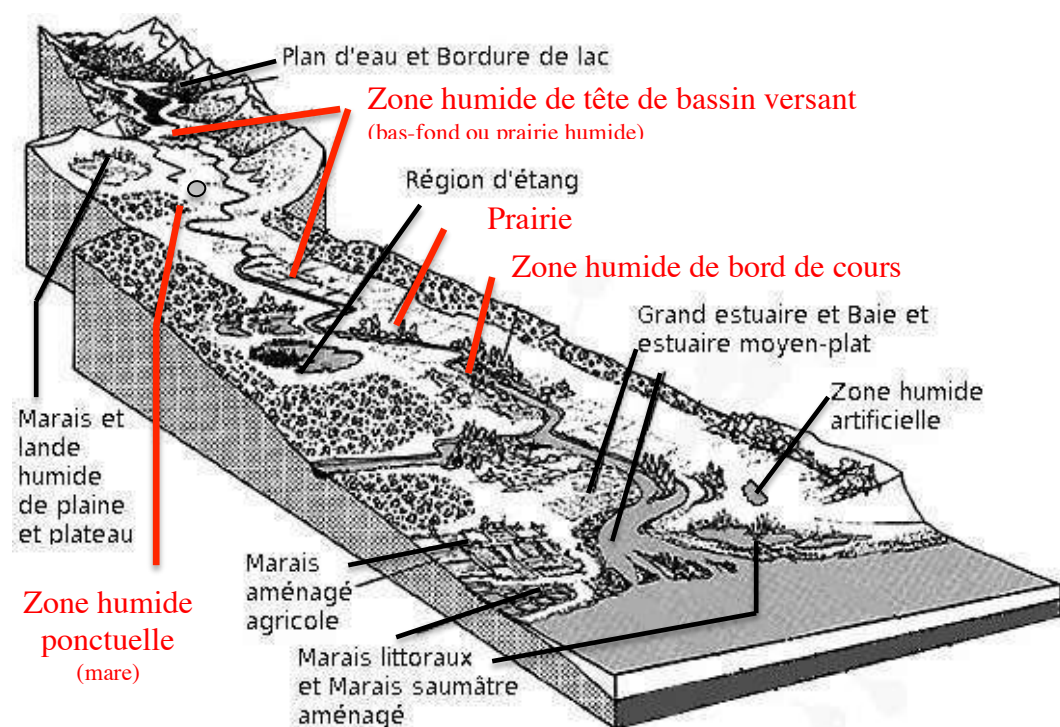 Plan d'eau et Bordure de lac
Zone humide de tête de bassin versant
(bas-fond ou prairie humide)
Région d'étang
Prairie
Zone humide de bord de cours
Grand estuaire et Baie et
estuaire moyen-plat
Zone humide
artificielle
Marais et
lande
humide
de plaine
et plateau
Marais
aménagé
agricole
Zone humide
ponctuelle
(mare)
Marais littoraux
et Marais saumâtre
aménagé